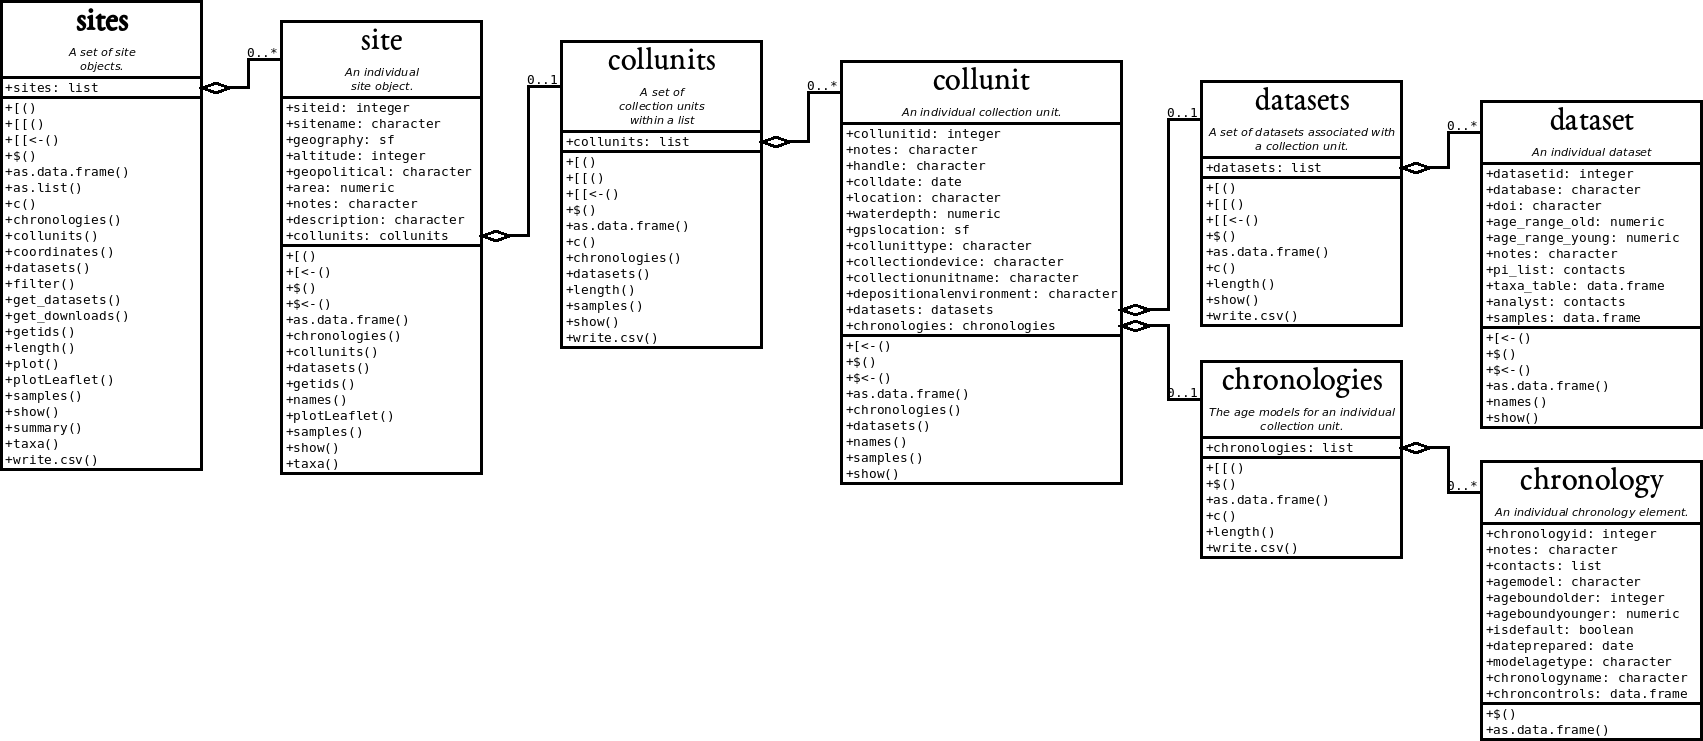 sites
A set of site
objects.
+sites: list
+[()
+[[()
+[[<-()
+$()
+as.data.frame()
+as.list()
+c()
+chronologies()
+collunits()
+coordinates()
+datasets()
+filter()
+get_datasets()
+get_downloads()
+getids()
+length()
+plot()
+plotLeaflet()
+samples()
+show()
+summary()
+taxa()
+write.csv()
0..*
site
An individual
site object.
+siteid: integer
+sitename: character
+geography: sf
+altitude: integer
+geopolitical: character
+area: numeric
+notes: character
+description: character
+collunits: collunits
+[()
+[<-()
+$()
+$<-()
+as.data.frame()
+chronologies()
+collunits()
+datasets()
+getids()
+names()
+plotLeaflet()
+samples()
+show()
+taxa()
0..1
collunits
A set of
collection units
within a list
+collunits: list
+[()
+[[()
+[[<-()
+$()
+as.data.frame()
+c()
+chronologies()
+datasets()
+length()
+samples()
+show()
+write.csv()
0..*
collunit
An individual collection unit.
+collunitid: integer
+notes: character
+handle: character
+colldate: date
+location: character
+waterdepth: numeric
+gpslocation: sf
+collunittype: character
+collectiondevice: character
+collectionunitname: character
+depositionalenvironment: character
+datasets: datasets
+chronologies: chronologies
+[<-()
+$()
+$<-()
+as.data.frame()
+chronologies()
+datasets()
+names()
+samples()
+show()
0..1
datasets
A set of datasets associated with
a collection unit.
+datasets: list
+[()
+[[()
+[[<-()
+$()
+as.data.frame()
+c()
+length()
+show()
+write.csv()
0..*
dataset
An individual dataset
+datasetid: integer
+database: character
+doi: character
+age_range_old: numeric
+age_range_young: numeric
+notes: character
+pi_list: contacts
+taxa_table: data.frame
+analyst: contacts
+samples: data.frame
+[<-()
+$()
+$<-()
+as.data.frame()
+names()
+show()
0..1
chronologies
The age models for an individual
collection unit.
+chronologies: list
+[[()
+$()
+as.data.frame()
+c()
+length()
+write.csv()
0..*
chronology
An individual chronology element.
+chronologyid: integer
+notes: character
+contacts: list
+agemodel: character
+ageboundolder: integer
+ageboundyounger: numeric
+isdefault: boolean
+dateprepared: date
+modelagetype: character
+chronologyname: character
+chroncontrols: data.frame
+$()
+as.data.frame()